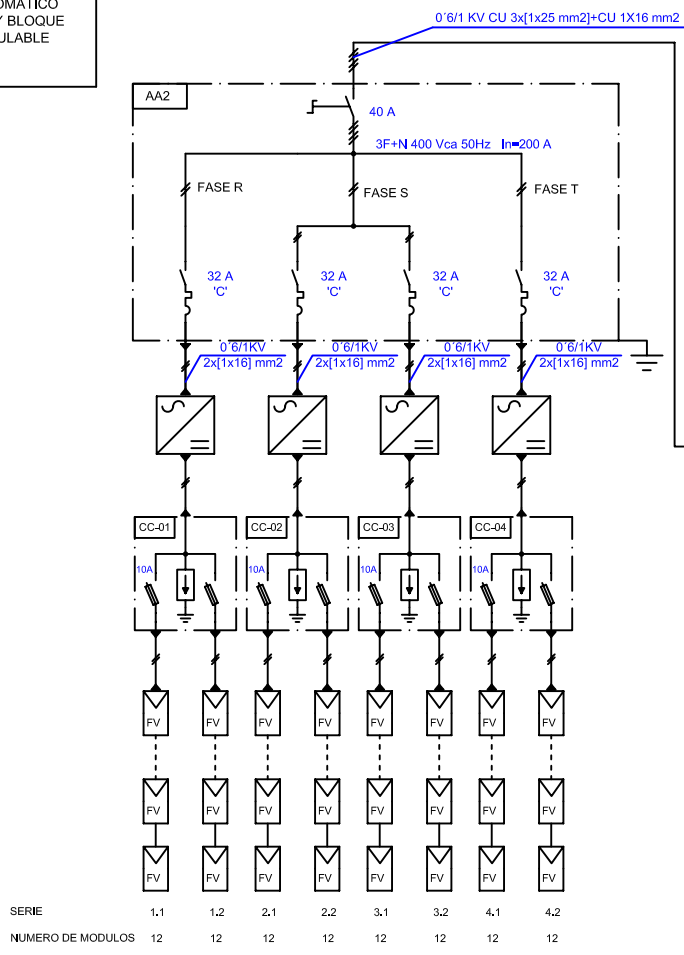 Y BLOQUE
0´6/1 KV CU 3x[1x25 mm2]+CU 1X16 mm2
AA2
40 A
3F+N 400 Vca 50Hz In=200 A
FASE R
FASE S
FASE T
32 A 32 A 32 A 32 A
'C' 'C' 'C' 'C'
0´6/1KV 0´6/1KV 0´6/1KV 0´6/1KV
2x[1x16] mm2 2x[1x16] mm2 2x[1x16] mm2 2x[1x16] mm2
CC-01 CC-02 CC-03 CC-04
10A 10A 10A 10A
FV FV FV FV FV FV FV FV
FV FV FV FV FV FV FV FV
FV FV FV FV FV FV FV FV
SERIE 1.1 1.2 2.1 2.2 3.1 3.2 4.1 4.2
NUMERO DE MODULOS 12 12 12 12 12 12 12 12